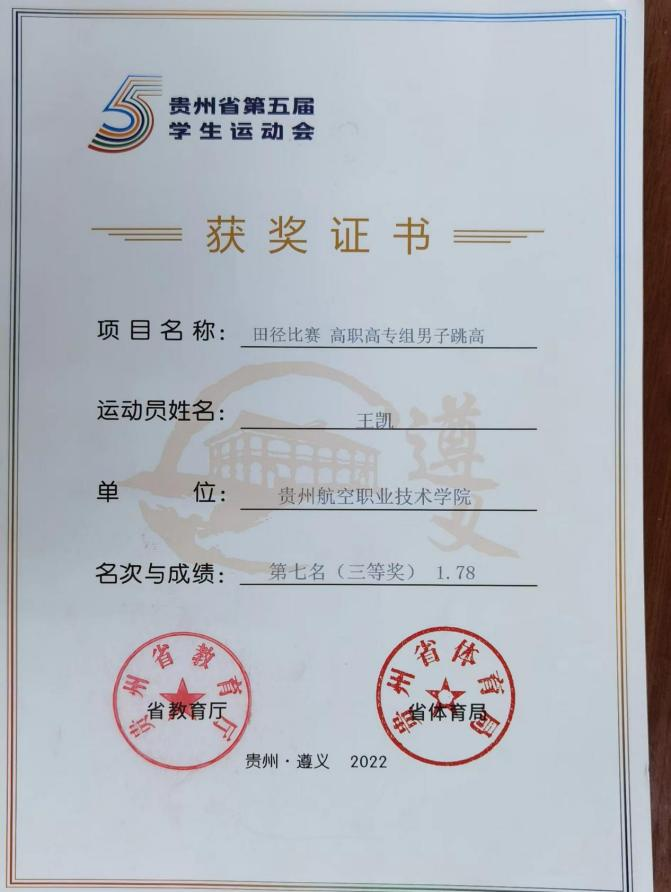 贵州省第五届
学生运动会
获奖证书
项目名称：田径比赛 高职高专组男子跳高
运动员姓名：王凯
单位：贵州航空职业技术学院
名次与成绩：第七名（三等奖） 1.78
遵义
贵州省教育厅
省教育厅
贵州省体育局
省体育局
贵州·遵义 2022